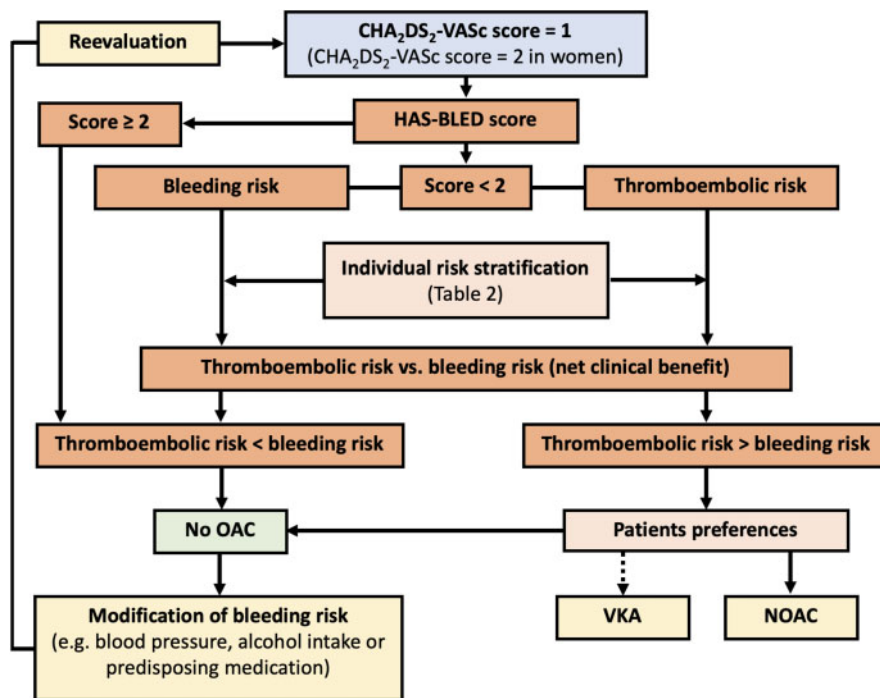 Reevaluation
CHA₂DS₂-VASc score = 1
(CHA₂DS₂-VASc score = 2 in women)
Score ≥ 2
HAS-BLED score
Bleeding risk
Score < 2
Thromboembolic risk
Individual risk stratification
(Table 2)
Thromboembolic risk vs. bleeding risk (net clinical benefit)
Thromboembolic risk < bleeding risk
Thromboembolic risk > bleeding risk
No OAC
Patients preferences
Modification of bleeding risk
(e.g. blood pressure, alcohol intake or
predisposing medication)
VKA
NOAC